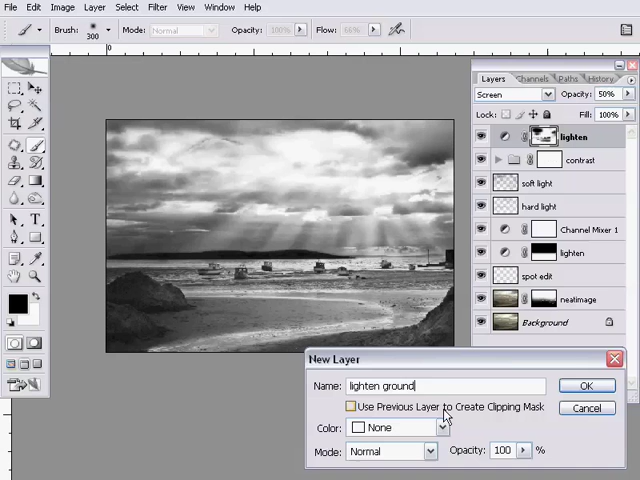 File Edit Image Layer Select Filter View Window Help
Brush: 300 Mode: Normal Opacity: 100% Flow: 66%
0
Layers Channels Paths History
Screen Opacity: 50%
Lock: Fill: 100%
lighten
contrast
soft light
hard light
Channel Mixer 1
lighten
spot edit
neatimage
Background
New Layer
Name: lighten ground OK
Use Previous Layer to Create Clipping Mask Cancel
Color: None
Mode: Normal Opacity: 100 %